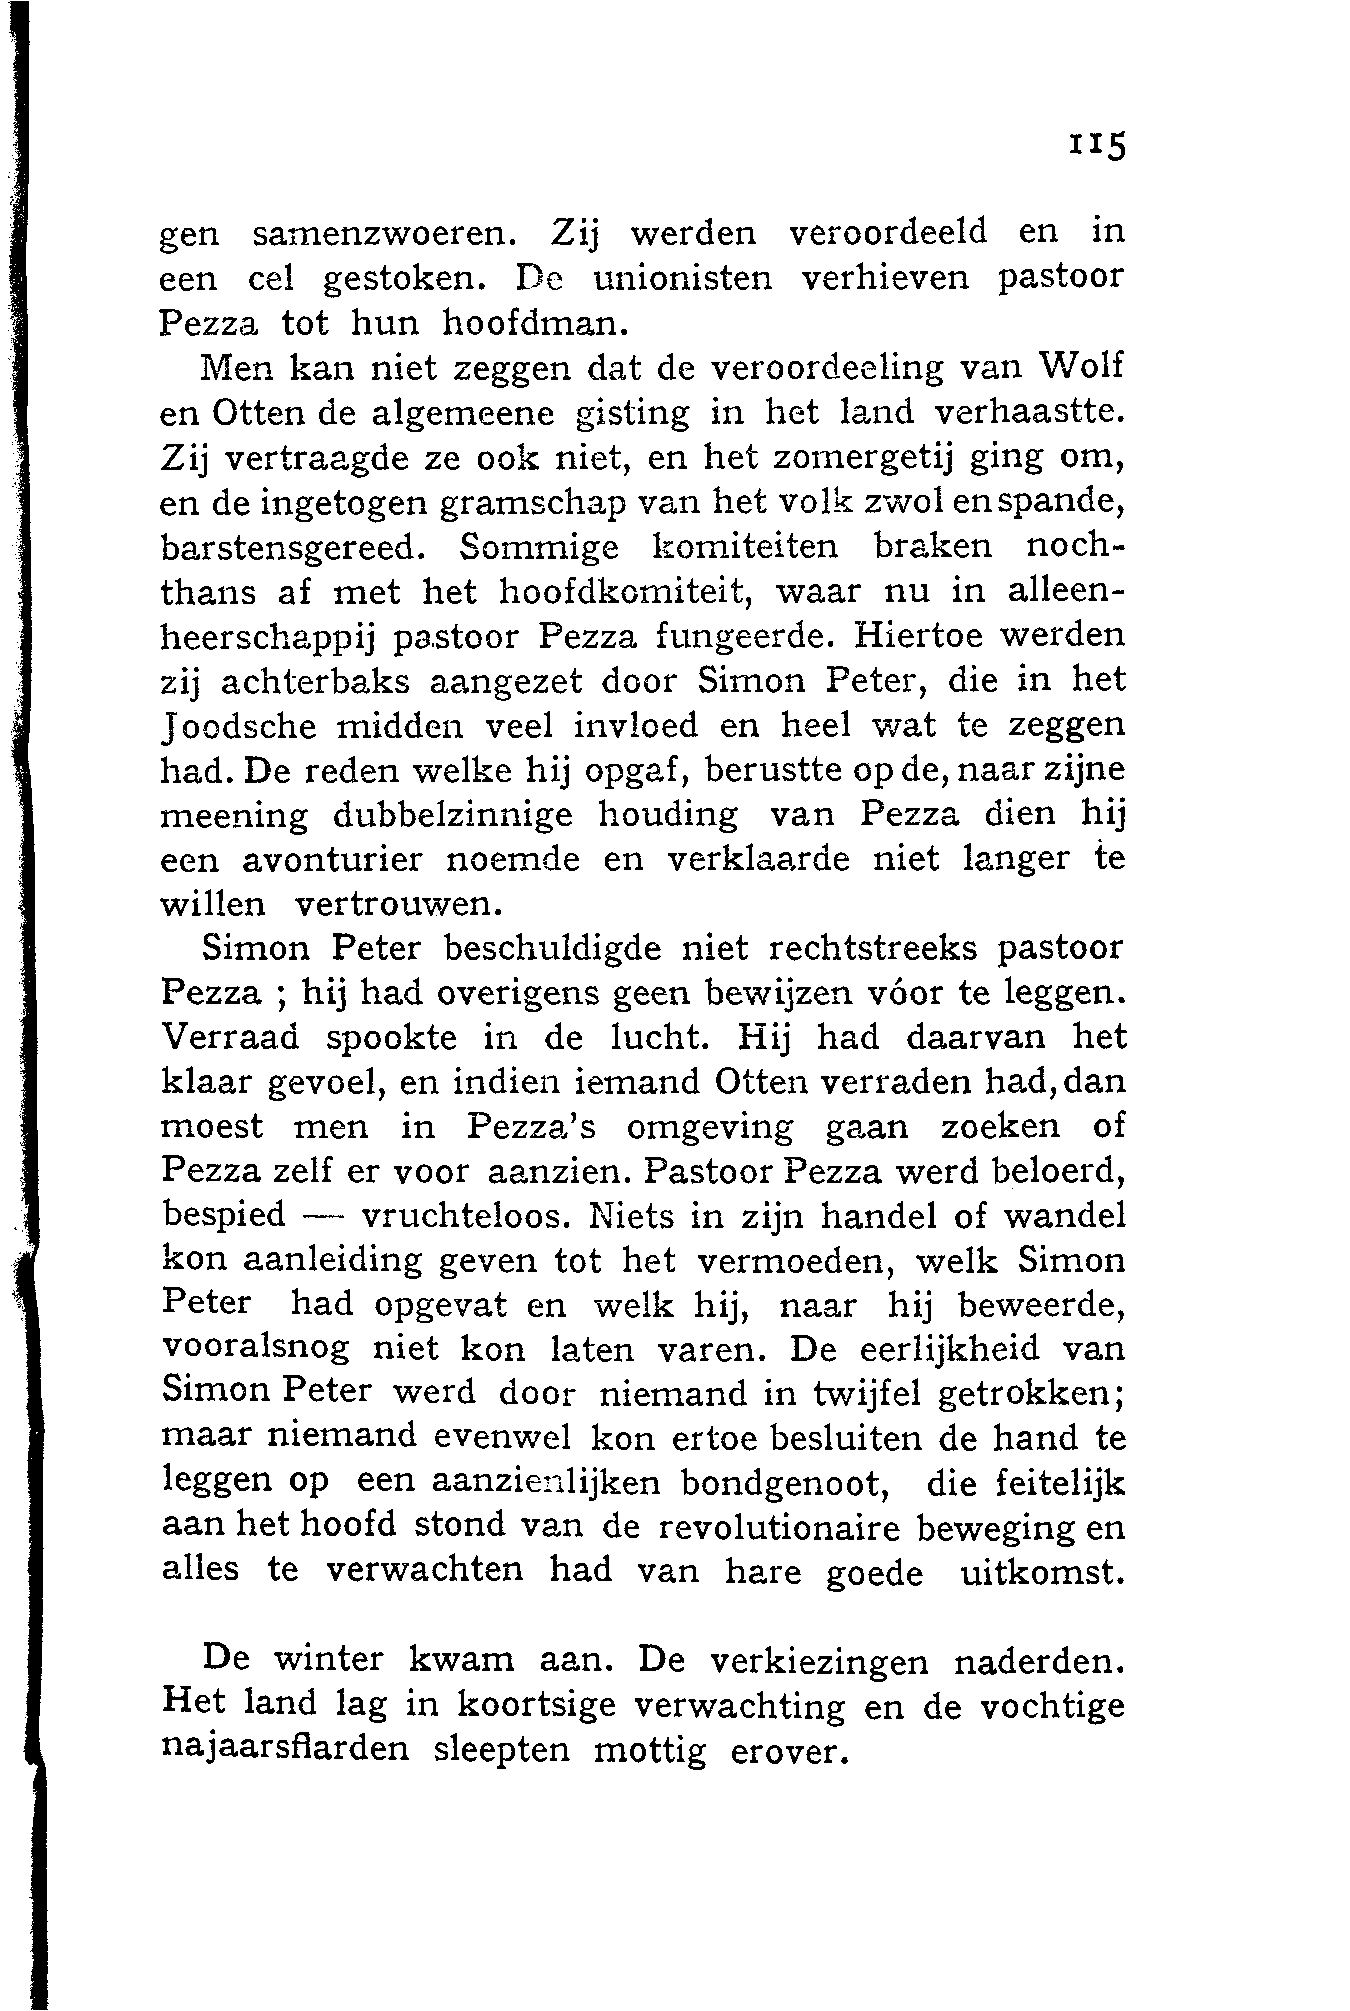 115
gen samenzwoeren. Zij werden veroordeeld en in
een cel gestoken. De unionisten verhieven pastoor
Pezza tot hun hoofdman.
Men kan niet zeggen dat de veroordeeling van Wolf
en Otten de algemeene gisting in het land verhaastte.
Zij vertraagde ze ook niet, en het zomergetij ging om,
en de ingetogen gramschap van het volk zwol en spande,
barstensgereed. Sommige komiteiten braken noch-
thans af met het hoofdkomiteit, waar nu in alleen-
heerschappij pastoor Pezza fungeerde. Hiertoe werden
zij achterbaks aangezet door Simon Peter, die in het
Joodsche midden veel invloed en heel wat te zeggen
had. De reden welke hij opgaf, berustte op de, naar zijne
meening dubbelzinnige houding van Pezza dien hij
een avonturier noemde en verklaarde niet langer te
willen vertrouwen.
Simon Peter beschuldigde niet rechtstreeks pastoor
Pezza ; hij had overigens geen bewijzen vóor te leggen.
Verraad spookte in de lucht. Hij had daarvan het
klaar gevoel, en indien iemand Otten verraden had, dan
moest men in Pezza's omgeving gaan zoeken of
Pezza zelf er voor aanzien. Pastoor Pezza werd beloerd,
bespied — vruchteloos. Niets in zijn handel of wandel
kon aanleiding geven tot het vermoeden, welk Simon
Peter had opgevat en welk hij, naar hij beweerde,
vooralsnog niet kon laten varen. De eerlijkheid van
Simon Peter werd door niemand in twijfel getrokken;
maar niemand evenwel kon ertoe besluiten de hand te
leggen op een aanzienlijken bondgenoot, die feitelijk
aan het hoofd stond van de revolutionaire beweging en
alles te verwachten had van hare goede uitkomst.
De winter kwam aan. De verkiezingen naderden.
Het land lag in koortsige verwachting en de vochtige
najaarsflarden sleepten mottig erover.